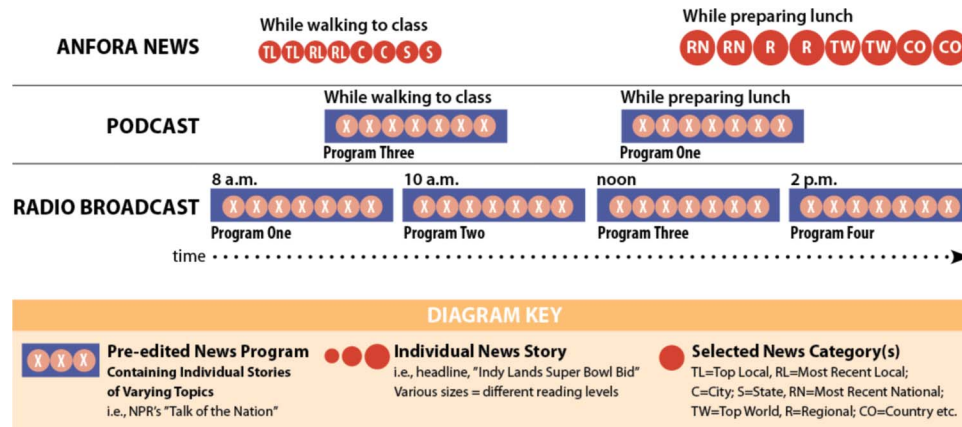 While walking to class
While preparing lunch
ANFORA NEWS
TL TL RL RL C C S S
RN RN R R TW TW CO CO
While walking to class
While preparing lunch
PODCAST
X X X X X X X
X X X X X X X
Program Three
Program One
8 a.m.
10 a.m.
noon
2 p.m.
RADIO BROADCAST
X X X X X X X
X X X X X X X
X X X X X X X
X X X X X X X
Program One
Program Two
Program Three
Program Four
time
DIAGRAM KEY
X X X
Pre-edited News Program
Containing Individual Stories
of Varying Topics
i.e., NPR's "Talk of the Nation"
Individual News Story
i.e., headline, "Indy Lands Super Bowl Bid"
Various sizes = different reading levels
Selected News Category(s)
TL=Top Local, RL=Most Recent Local;
C=City; S=State, RN=Most Recent National;
TW=Top World, R=Regional; CO=Country etc.